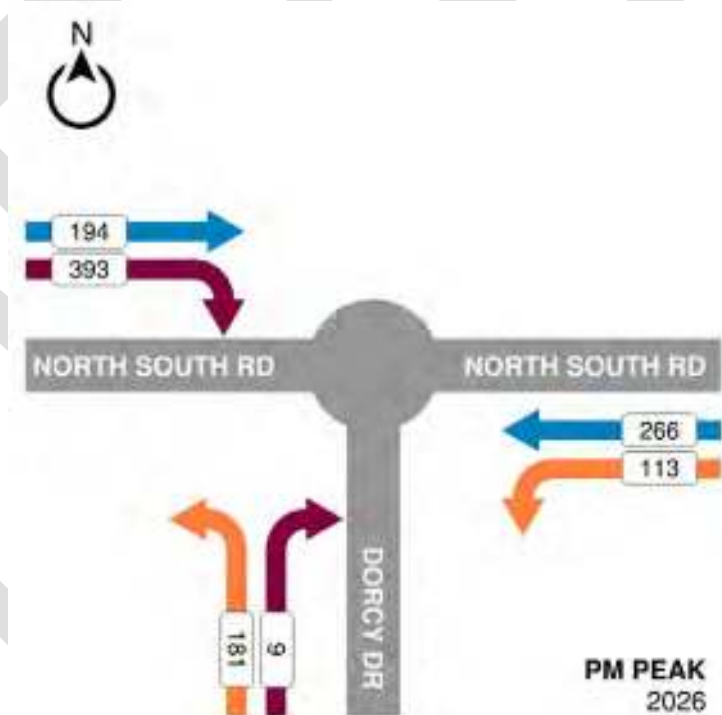 N
194
393
NORTH SOUTH RD
NORTH SOUTH RD
266
113
181
9
DORCY DR
PM PEAK
2026